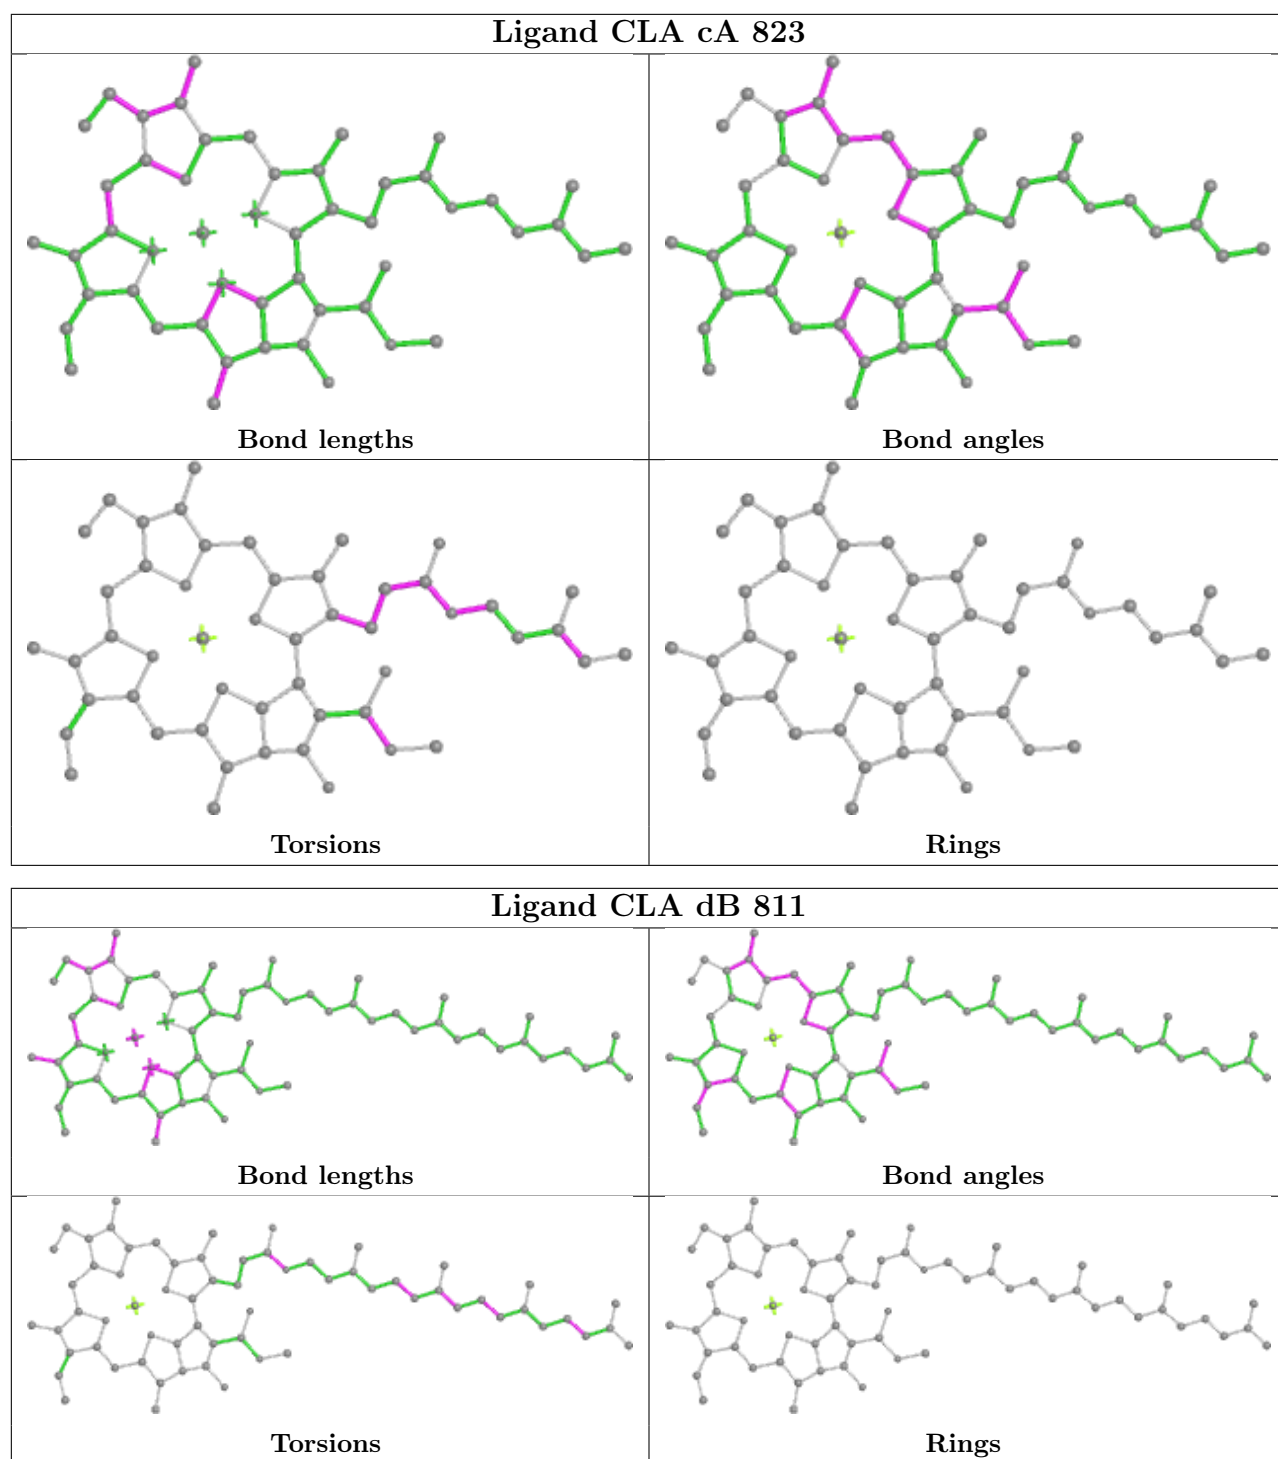 Ligand CLA cA 823
Bond lengths
Bond angles
Torsions
Rings
Ligand CLA dB 811
Bond lengths
Bond angles
Torsions
Rings